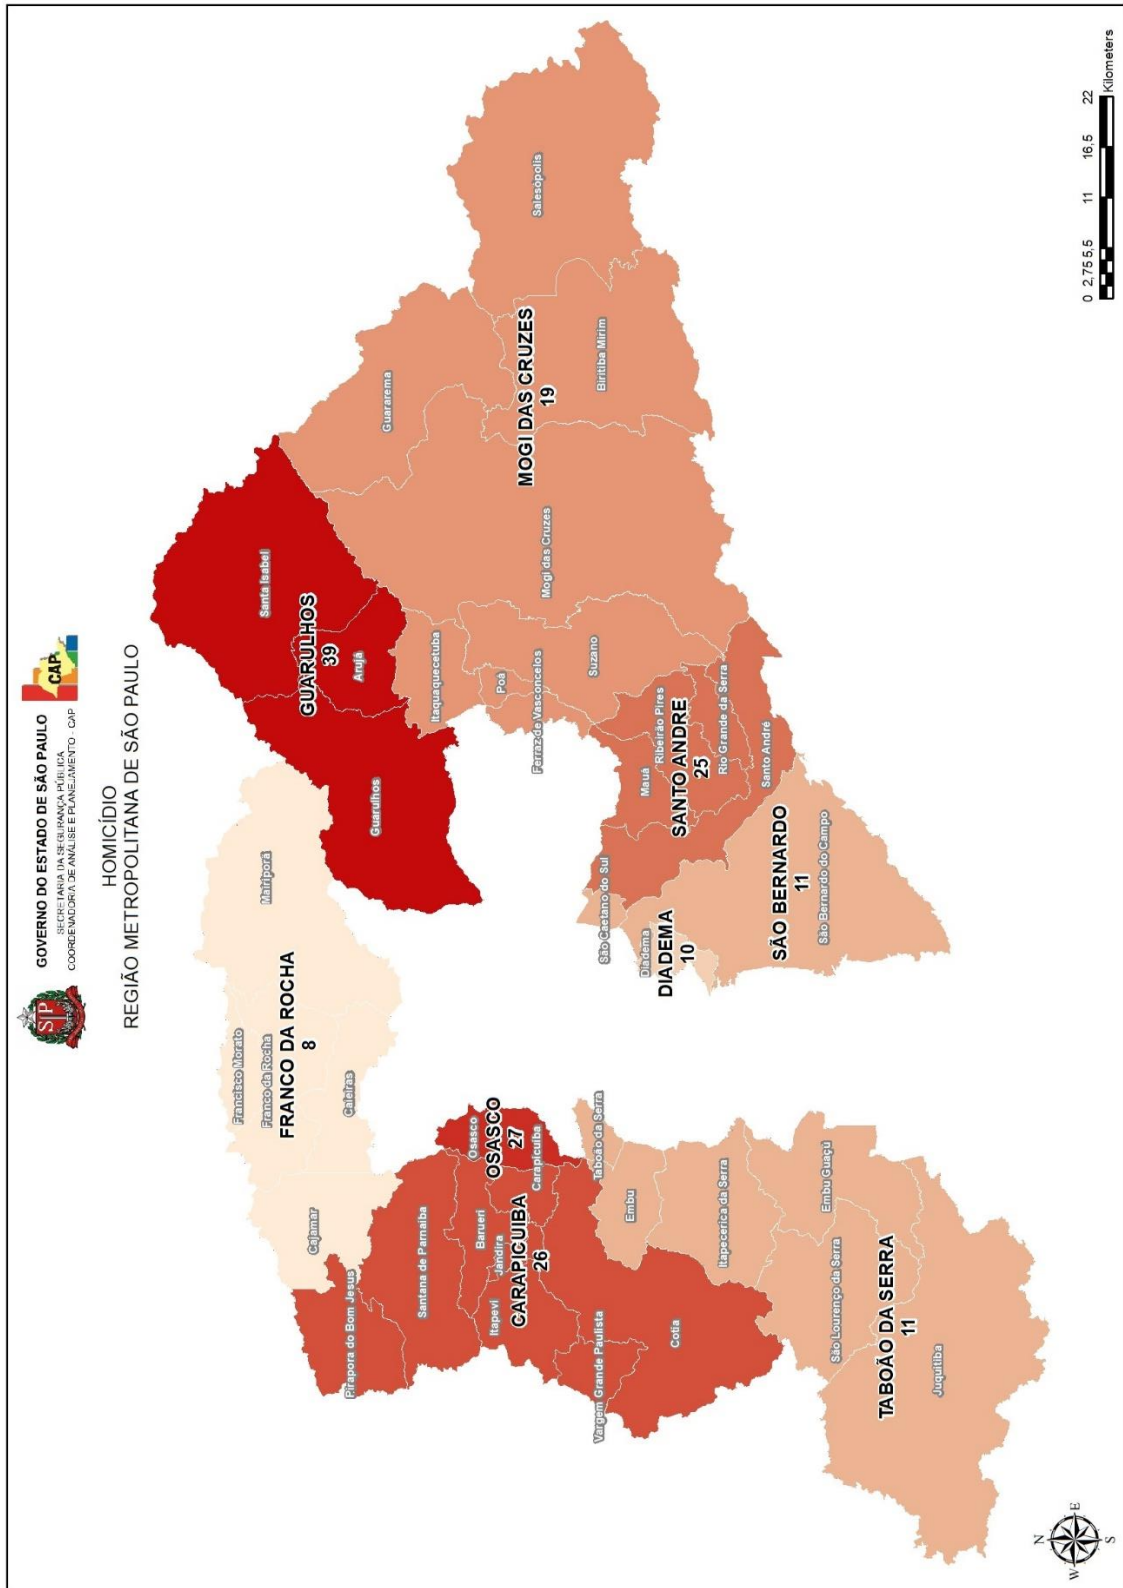 GOVERNO DO ESTADO DE SÃO PAULO
SECRETARIA DA SEGURANÇA PÚBLICA
COORDENADORIA DE ANÁLISE E PLANEJAMENTO - CAP
SP
CAP
HOMICÍDIO
REGIÃO METROPOLITANA DE SÃO PAULO
Francisco Morato
Franco da Rocha
FRANCO DA ROCHA
8
Mairiporã
Caieiras
Cajamar
Santa Isabel
GUARULHOS
39
Arujá
Guarulhos
Pirapora do Bom Jesus
Santana de Parnaíba
Osasco
OSASCO
27
Barueri
Jandira
Itapevi
CARAPICUIBA
26
Carapicuiba
Vargem Grande Paulista
Cotia
Guararema
Itaquaquecetuba
Poá
Ferraz de Vasconcelos
Suzano
Mogi das Cruzes
MOGI DAS CRUZES
19
Salesópolis
Biritiba Mirim
Taboão da Serra
Embu
Itapecerica da Serra
Embu Guaçú
São Lourenço da Serra
TABOÃO DA SERRA
11
Juquitiba
São Caetano do Sul
Diadema
DIADEMA
10
Mauá
Ribeirão Pires
SANTO ANDRE
25
Rio Grande da Serra
Santo André
SÃO BERNARDO
11
São Bernardo do Campo
N
W E
S
0 2,75 5,5 11 16,5 22
Kilometers